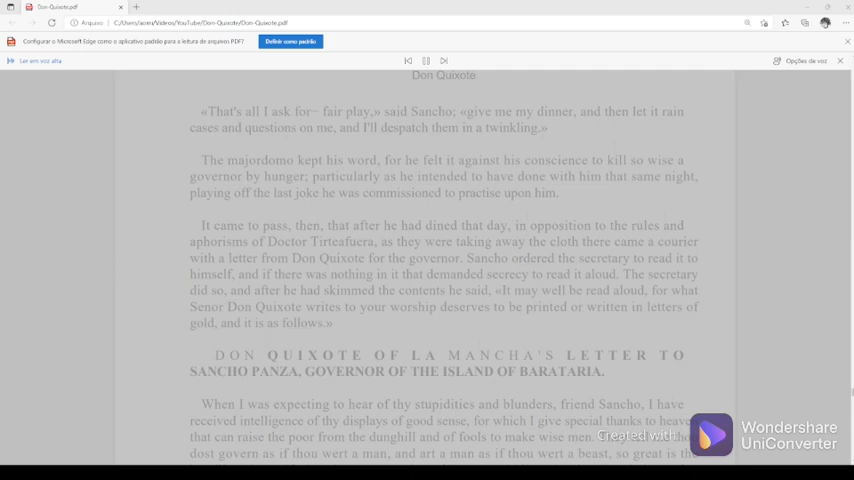 Don-Quixote.pdf
Arquivo C:/Users/aoren/Videos/YouTube/Don-Quixote/Don-Quixote.pdf
Configurar o Microsoft Edge como o aplicativo padrão para a leitura de arquivos PDF? Definir como padrão
Ler em voz alta Opções de voz
Don Quixote
«That's all I ask for− fair play,» said Sancho; «give me my dinner, and then let it rain
cases and questions on me, and I'll despatch them in a twinkling.»
The majordomo kept his word, for he felt it against his conscience to kill so wise a
governor by hunger; particularly as he intended to have done with him that same night,
playing off the last joke he was commissioned to practise upon him.
It came to pass, then, that after he had dined that day, in opposition to the rules and
aphorisms of Doctor Tirteafuera, as they were taking away the cloth there came a courier
with a letter from Don Quixote for the governor. Sancho ordered the secretary to read it to
himself, and if there was nothing in it that demanded secrecy to read it aloud. The secretary
did so, and after he had skimmed the contents he said, «It may well be read aloud, for what
Senor Don Quixote writes to your worship deserves to be printed or written in letters of
gold, and it is as follows.»
DON QUIXOTE OF LA MANCHA'S LETTER TO
SANCHO PANZA, GOVERNOR OF THE ISLAND OF BARATARIA.
When I was expecting to hear of thy stupidities and blunders, friend Sancho, I have
received intelligence of thy displays of good sense, for which I give special thanks to heaven
that can raise the poor from the dunghill and of fools to make wise men.
dost govern as if thou wert a man, and art a man as if thou wert a beast, so great is the
Created with Wondershare
UniConverter